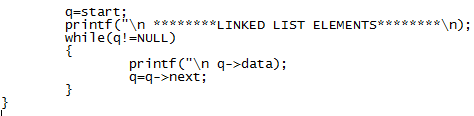 q=start;
printf("\n ********LINKED LIST ELEMENTS********\n);
while(q!=NULL)
{
printf("\n q->data);
q=q->next;
}
}